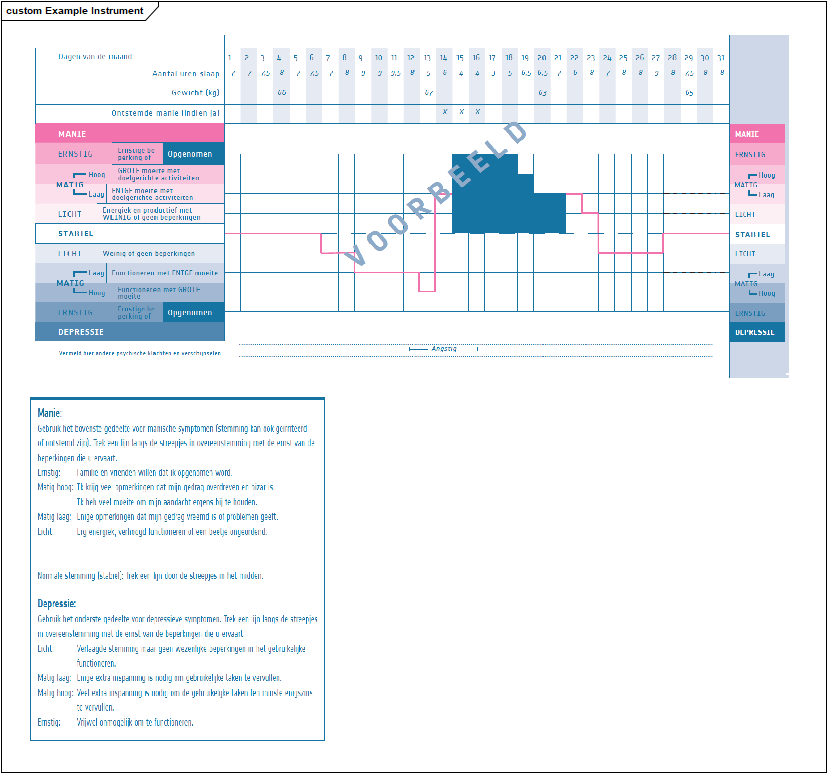 custom Example Instrument
Dagen van de maand 1 2 3 4 5 6 7 8 9 10 11 12 13 14 15 16 17 18 19 20 21 22 23 24 25 26 27 28 29 30 31
Aantal uren slaap 7 7 7,5 8 7 7,5 7 8 9 9 9,5 8 5 6 4 4 3 5 6,5 6,5 7 6 8 7 8 8 9 8 7,5 8 8
Gewicht (kg) 66 67 63 65
Ontstemde manie (indien ja) X X X
MANIE MANIE
ERNSTIG Ernstige be Opgenomen ERNSTIG
perking of
Hoog GROTE moeite met Hoog
doelgerichte activiteiten
MATIG MATIG
Laag ENIGE moeite met Laag
doelgerichte activiteiten
LICHT Energiek en productief met LICHT
WEINIG of geen beperkingen
STABIEL STABIEL
LICHT Weinig of geen beperkingen LICHT
Laag Functioneren met ENIGE moeite Laag
MATIG MATIG
Hoog Functioneren met GROTE Hoog
moeite
ERNSTIG Ernstige be Opgenomen ERNSTIG
perking of
DEPRESSIE DEPRESSIE
VOORBEELD
Vermeld hier andere psychische klachten en verschijnselen Angstig
Manie:
Gebruik het bovenste gedeelte voor manische symptomen (stemming kan ook geïrriteerd
of ontstemd zijn). Trek een lijn langs de streepjes in overeenstemming met de ernst van de
beperkingen die u ervaart.
Ernstig: Familie en vrienden willen dat ik opgenomen word.
Matig hoog: Ik krijg veel opmerkingen dat mijn gedrag overdreven en bizar is.
Ik heb veel moeite om mijn aandacht ergens bij te houden.
Matig laag: Enige opmerkingen dat mijn gedrag vreemd is of problemen geeft.
Licht: Erg energiek, verhoogd functioneren of een beetje ongeordend.
Normale stemming (stabiel): Trek een lijn door de streepjes in het midden.
Depressie:
Gebruik het onderste gedeelte voor depressieve symptomen. Trek een lijn langs de streepjes
in overeenstemming met de ernst van de beperkingen die u ervaart
Licht: Verlaagde stemming maar geen wezenlijke beperkingen in het gebruikelijke
functioneren.
Matig laag: Enige extra inspanning is nodig om gebruikelijke taken te vervullen.
Matig hoog: Veel extra inspanning is nodig om de gebruikelijke taken ten minste enigszins
te vervullen.
Ernstig: Vrijwel onmogelijk om te functioneren.